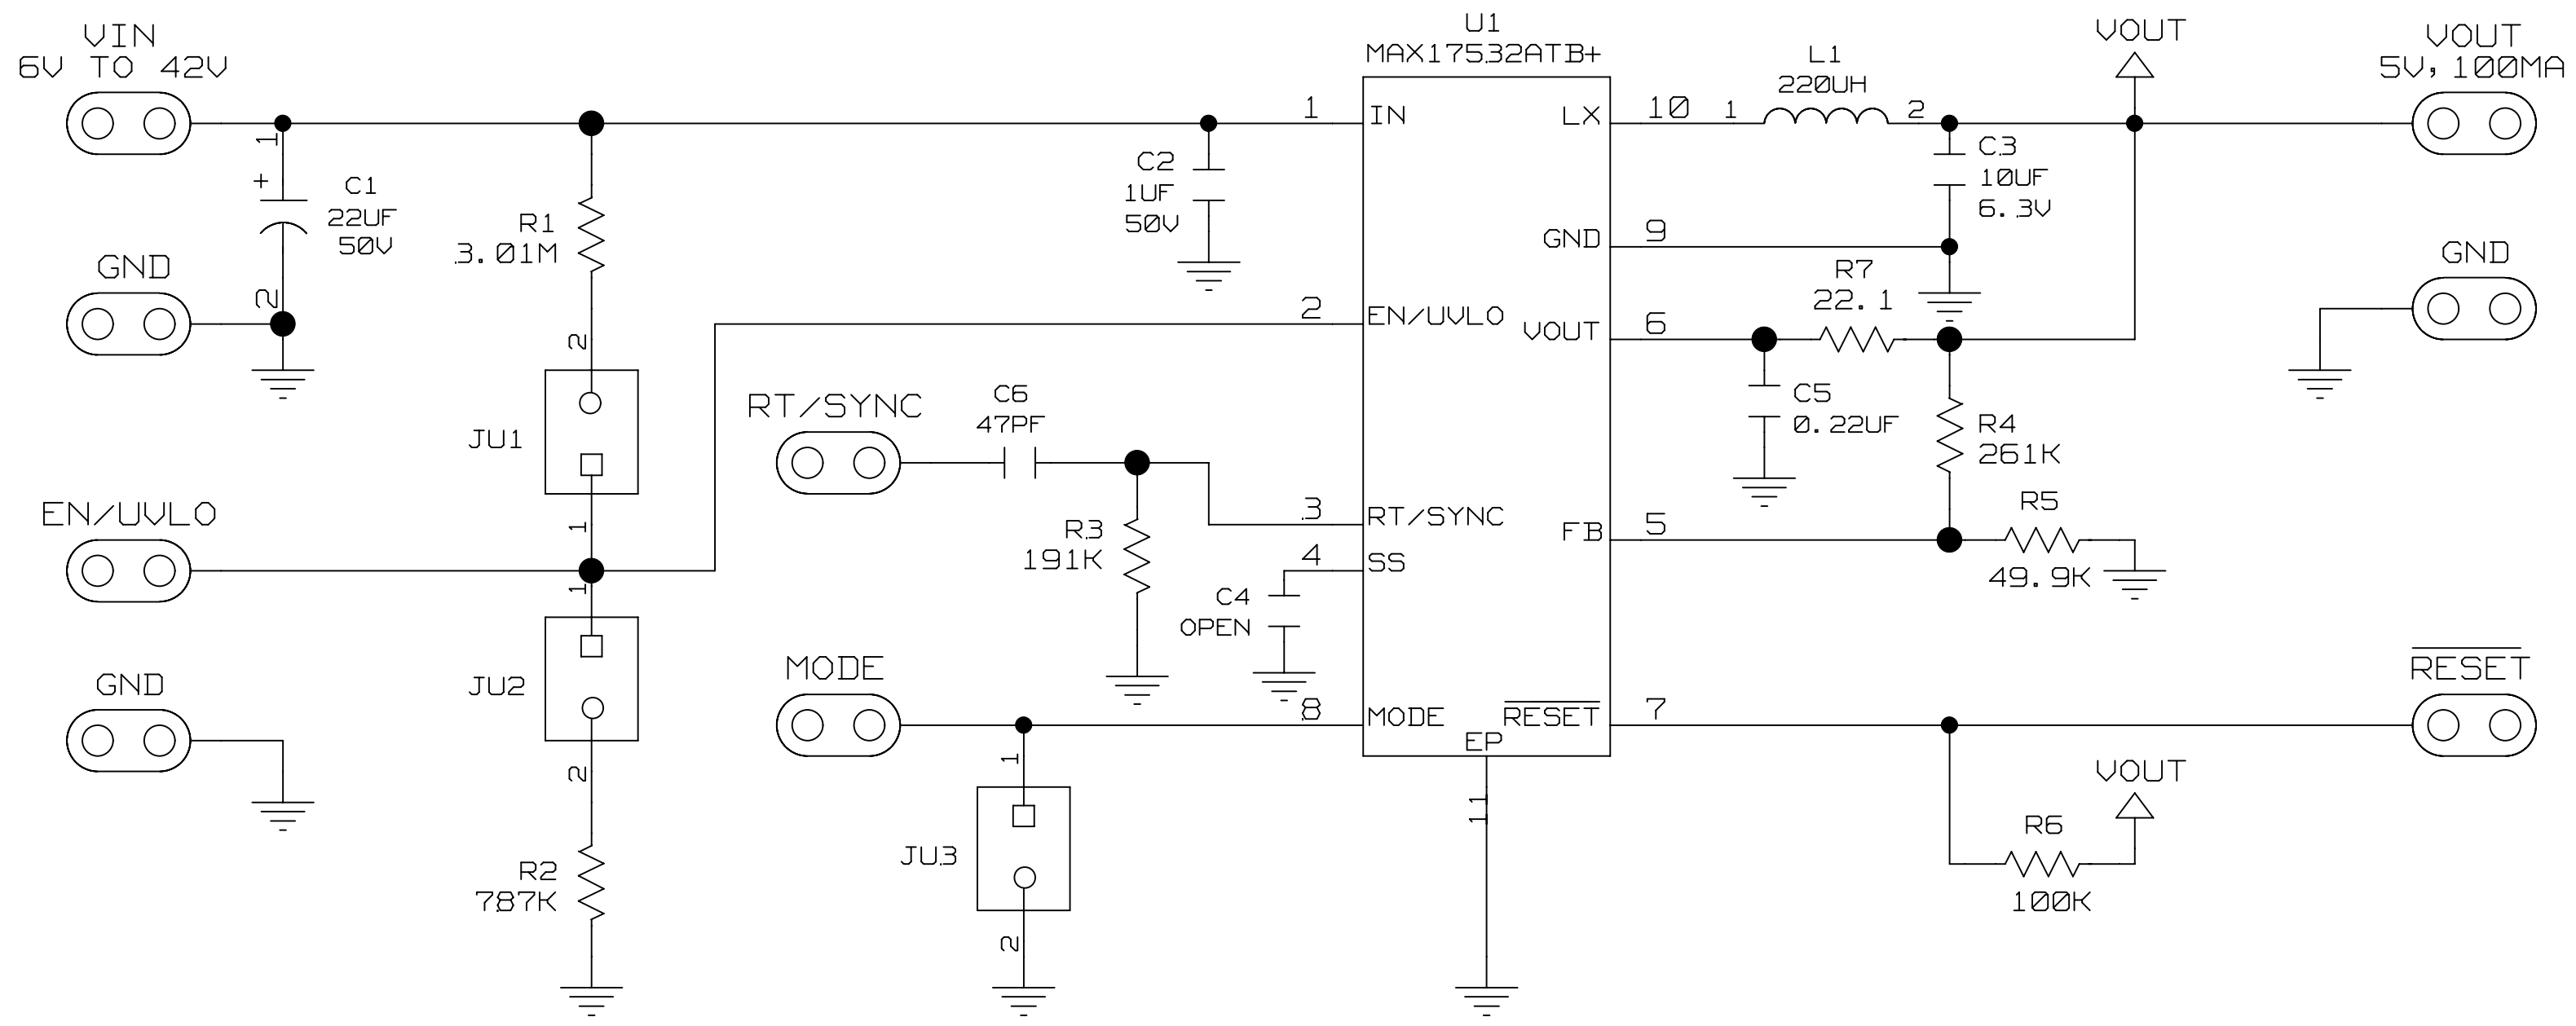 VIN
6V TO 42V
1
+
C1
22UF
50V
GND
2
R1
3.01M
2
JU1
1
EN/UVLO
1
JU2
2
GND
R2
787K
C2
1UF
50V
RT/SYNC
C6
47PF
R3
191K
C4
OPEN
MODE
1
JU3
2
U1
MAX17532ATB+
1
IN
2
EN/UVLO
3
RT/SYNC
4
SS
8
MODE
EP
11
LX
10
GND
9
VOUT
6
FB
5
RESET
7
1
L1
220UH
2
C3
10UF
6.3V
R7
22.1
C5
0.22UF
R4
261K
R5
49.9K
VOUT
VOUT
5V, 100MA
GND
RESET
VOUT
R6
100K